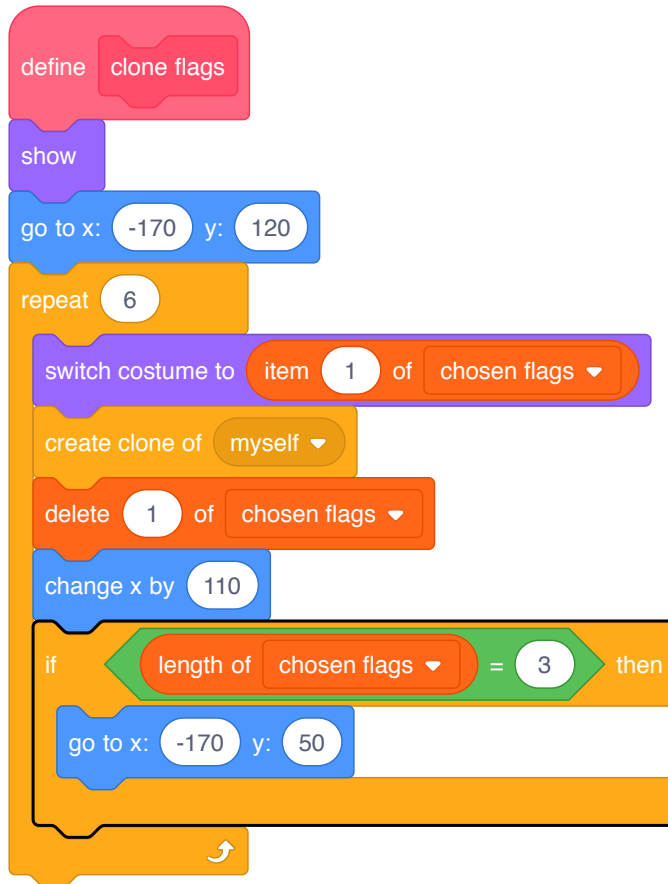 define clone flags
show
go to x: -170 y: 120
repeat 6
switch costume to item 1 of chosen flags
create clone of myself
delete 1 of chosen flags
change x by 110
if length of chosen flags = 3 then
go to x: -170 y: 50